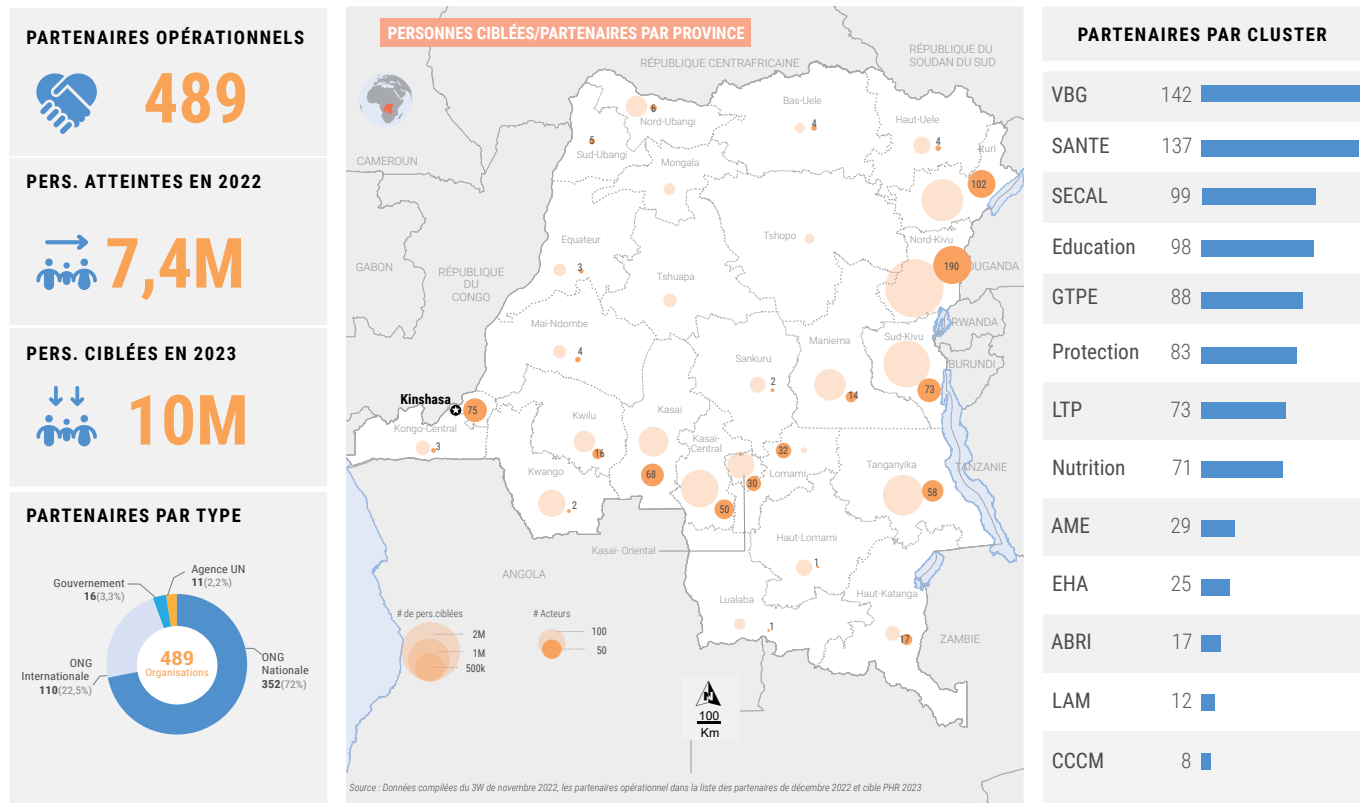 PARTENAIRES OPÉRATIONNELS
489
PERS. ATTEINTES EN 2022
7,4M
PERS. CIBLÉES EN 2023
10M
PARTENAIRES PAR TYPE
Agence UN
11(2,2%)
Gouvernement
16(3,3%)
ONG
Internationale
110(22,5%)
489
Organisations
ONG
Nationale
352(72%)
PERSONNES CIBLÉES/PARTENAIRES PAR PROVINCE
RÉPUBLIQUE CENTRAFRICAINE
RÉPUBLIQUE DU
SOUDAN DU SUD
CAMEROUN
GABON
RÉPUBLIQUE
DU
CONGO
OUGANDA
RWANDA
BURUNDI
TANZANIE
ZAMBIE
ANGOLA
6
Nord-Ubangi
5
Sud-Ubangi
Mongala
Bas-Uele
4
Haut-Uele
4
Ituri
102
Tshopo
Nord-Kivu
190
Equateur
3
Tshuapa
Maï-Ndombe
4
Sankuru
2
Maniema
14
Sud-Kivu
73
Kinshasa
75
Kongo-Central
3
Kwilu
16
Kwango
2
Kasaï
68
Kasaï-
Central
50
30
Kasaï- Oriental
32
Lomami
Tanganyika
58
Haut-Lomami
1
Lualaba
1
Haut-Katanga
17
# de pers.ciblées
2M
1M
500k
# Acteurs
100
50
100
Km
Source : Données compilées du 3W de novembre 2022, les partenaires opérationnel dans la liste des partenaires de décembre 2022 et cible PHR 2023
PARTENAIRES PAR CLUSTER
VBG 142
SANTE 137
SECAL 99
Education 98
GTPE 88
Protection 83
LTP 73
Nutrition 71
AME 29
EHA 25
ABRI 17
LAM 12
CCCM 8